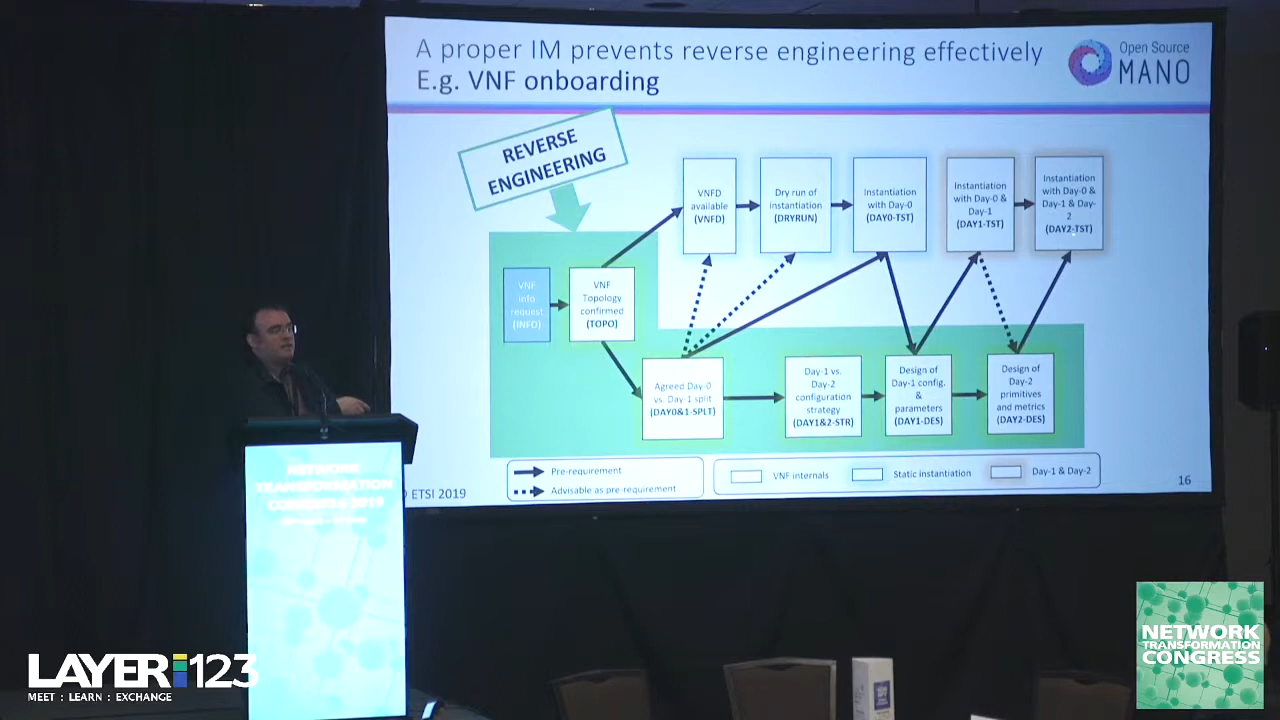 A proper IM prevents reverse engineering effectively
E.g. VNF onboarding
Open Source
MANO
REVERSE
ENGINEERING
VNFD
available
(VNFD)
Dry run of
instantiation
(DRYRUN)
Instantiation
with Day-0
(DAY0-TST)
Instantiation
with Day-0 &
Day-1
(DAY1-TST)
Instantiation
with Day-0 &
Day-1 & Day-
2
(DAY2-TST)
VNF
info
request
(INFO)
VNF
Topology
confirmed
(TOPO)
Agreed Day-0
vs. Day-1 split
(DAY0&1-SPLT)
Day-1 vs.
Day-2
configuration
strategy
(DAY1&2-STR)
Design of
Day-1 config.
&
parameters
(DAY1-DES)
Design of
Day-2
primitives
and metrics
(DAY2-DES)
Pre-requirement
Advisable as pre-requirement
VNF internals
Static instantiation
Day-1 & Day-2
© ETSI 2019
16
NETWORK
TRANSFORMATION
CONGRESS 2019
LAYER123
MEET : LEARN : EXCHANGE
NETWORK
TRANSFORMATION
CONGRESS